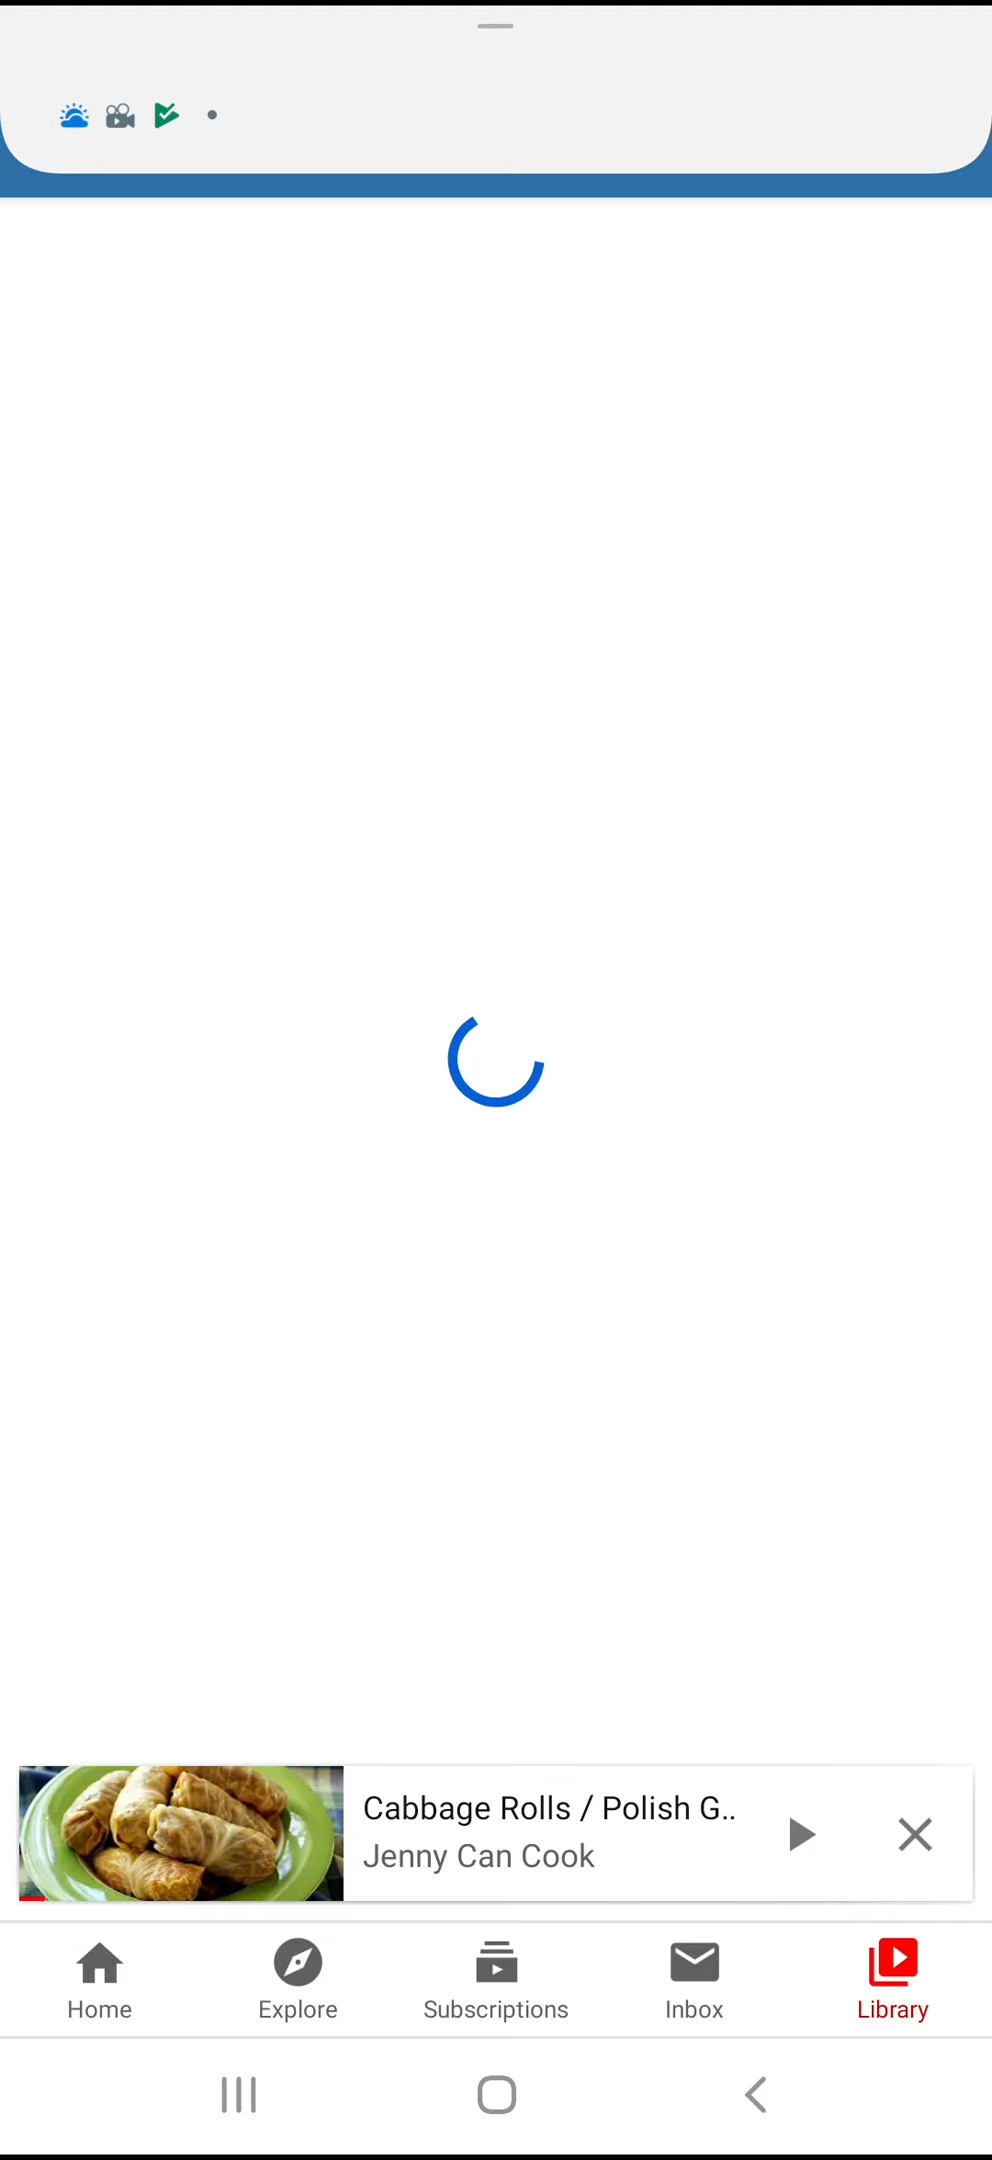 Cabbage Rolls / Polish G..
Jenny Can Cook
Home
Explore
Subscriptions
Inbox
Library